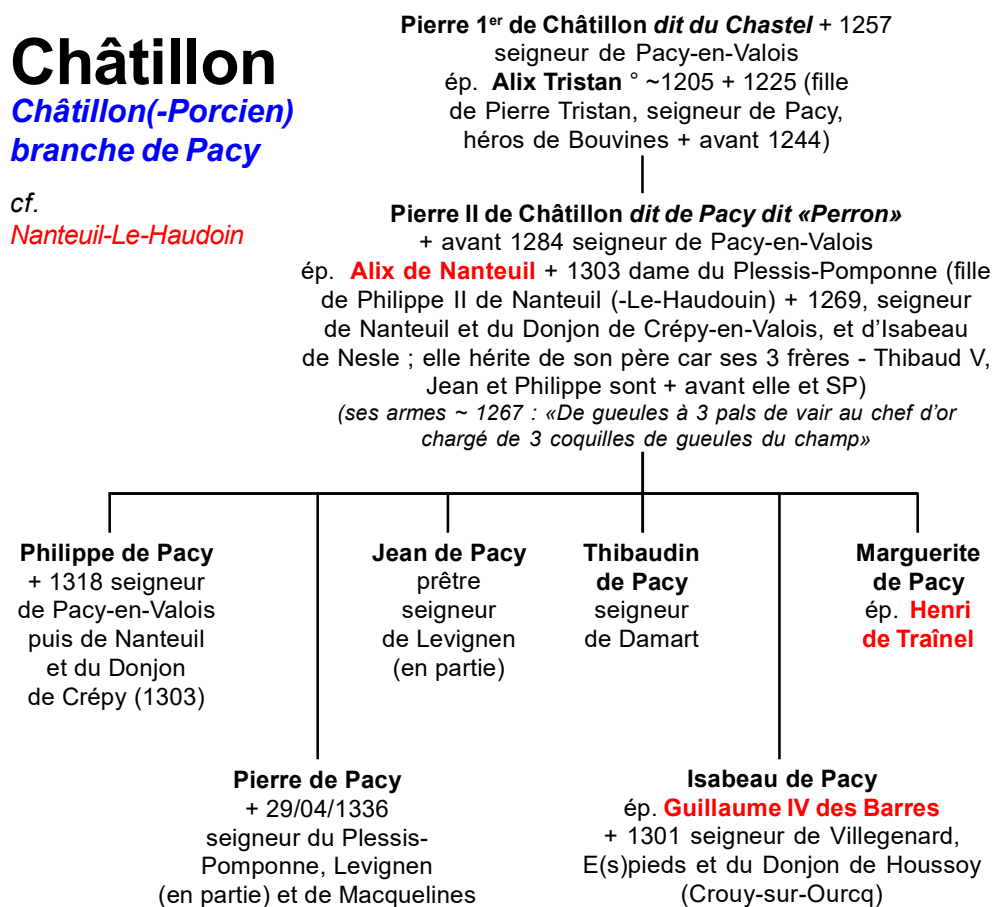 Châtillon
Châtillon(-Porcien)
branche de Pacy
cf.
Nanteuil-Le-Haudoin
Pierre 1er de Châtillon dit du Chastel + 1257
seigneur de Pacy-en-Valois
ép. Alix Tristan ° ~1205 + 1225 (fille
de Pierre Tristan, seigneur de Pacy,
héros de Bouvines + avant 1244)
Pierre II de Châtillon dit de Pacy dit «Perron»
+ avant 1284 seigneur de Pacy-en-Valois
ép. Alix de Nanteuil + 1303 dame du Plessis-Pomponne (fille
de Philippe II de Nanteuil (-Le-Haudouin) + 1269, seigneur
de Nanteuil et du Donjon de Crépy-en-Valois, et d'Isabeau
de Nesle ; elle hérite de son père car ses 3 frères - Thibaud V,
Jean et Philippe sont + avant elle et SP)
(ses armes ~ 1267 : «De gueules à 3 pals de vair au chef d'or
chargé de 3 coquilles de gueules du champ»
Philippe de Pacy
+ 1318 seigneur
de Pacy-en-Valois
puis de Nanteuil
et du Donjon
de Crépy (1303)
Jean de Pacy
prêtre
seigneur
de Levignen
(en partie)
Thibaudin
de Pacy
seigneur
de Damart
Marguerite
de Pacy
ép. Henri
de Traînel
Pierre de Pacy
+ 29/04/1336
seigneur du Plessis-
Pomponne, Levignen
(en partie) et de Macquelines
Isabeau de Pacy
ép. Guillaume IV des Barres
+ 1301 seigneur de Villegenard,
E(s)pieds et du Donjon de Houssoy
(Crouy-sur-Ourcq)